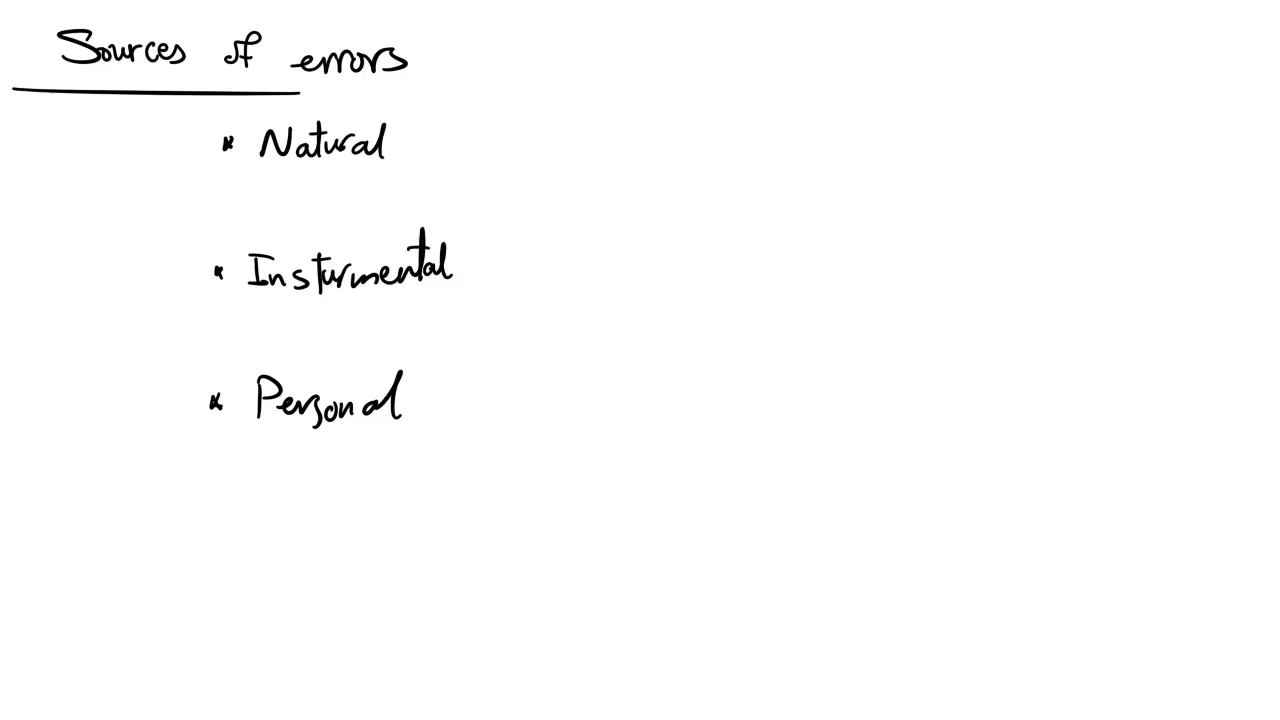 Sources of errors
* Natural
* Insturmental
* Personal